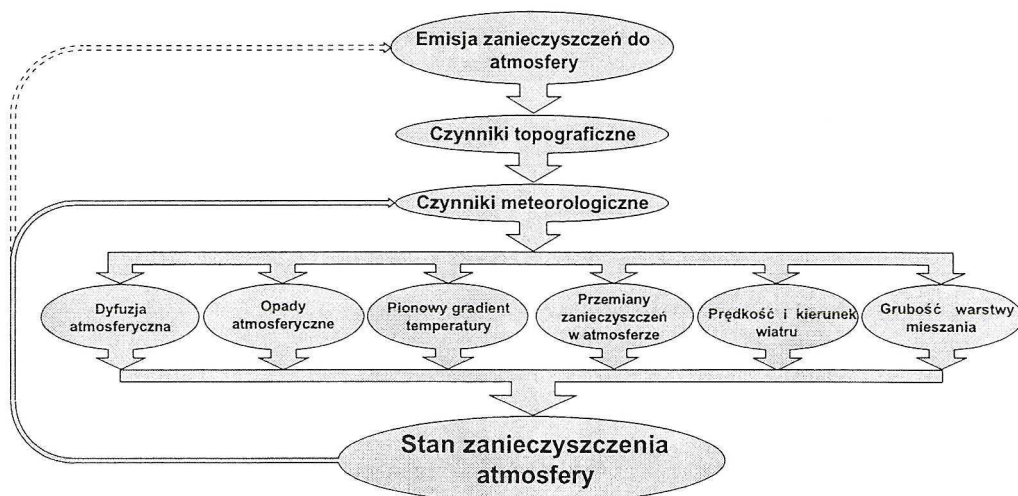 Emisja zanieczyszczeń do
atmosfery
Czynniki topograficzne
Czynniki meteorologiczne
Dyfuzja
atmosferyczna
Opady
atmosferyczne
Pionowy gradient
temperatury
Przemiany
zanieczyszczeń
w atmosferze
Prędkość i kierunek
wiatru
Grubość warstwy
mieszania
Stan zanieczyszczenia
atmosfery